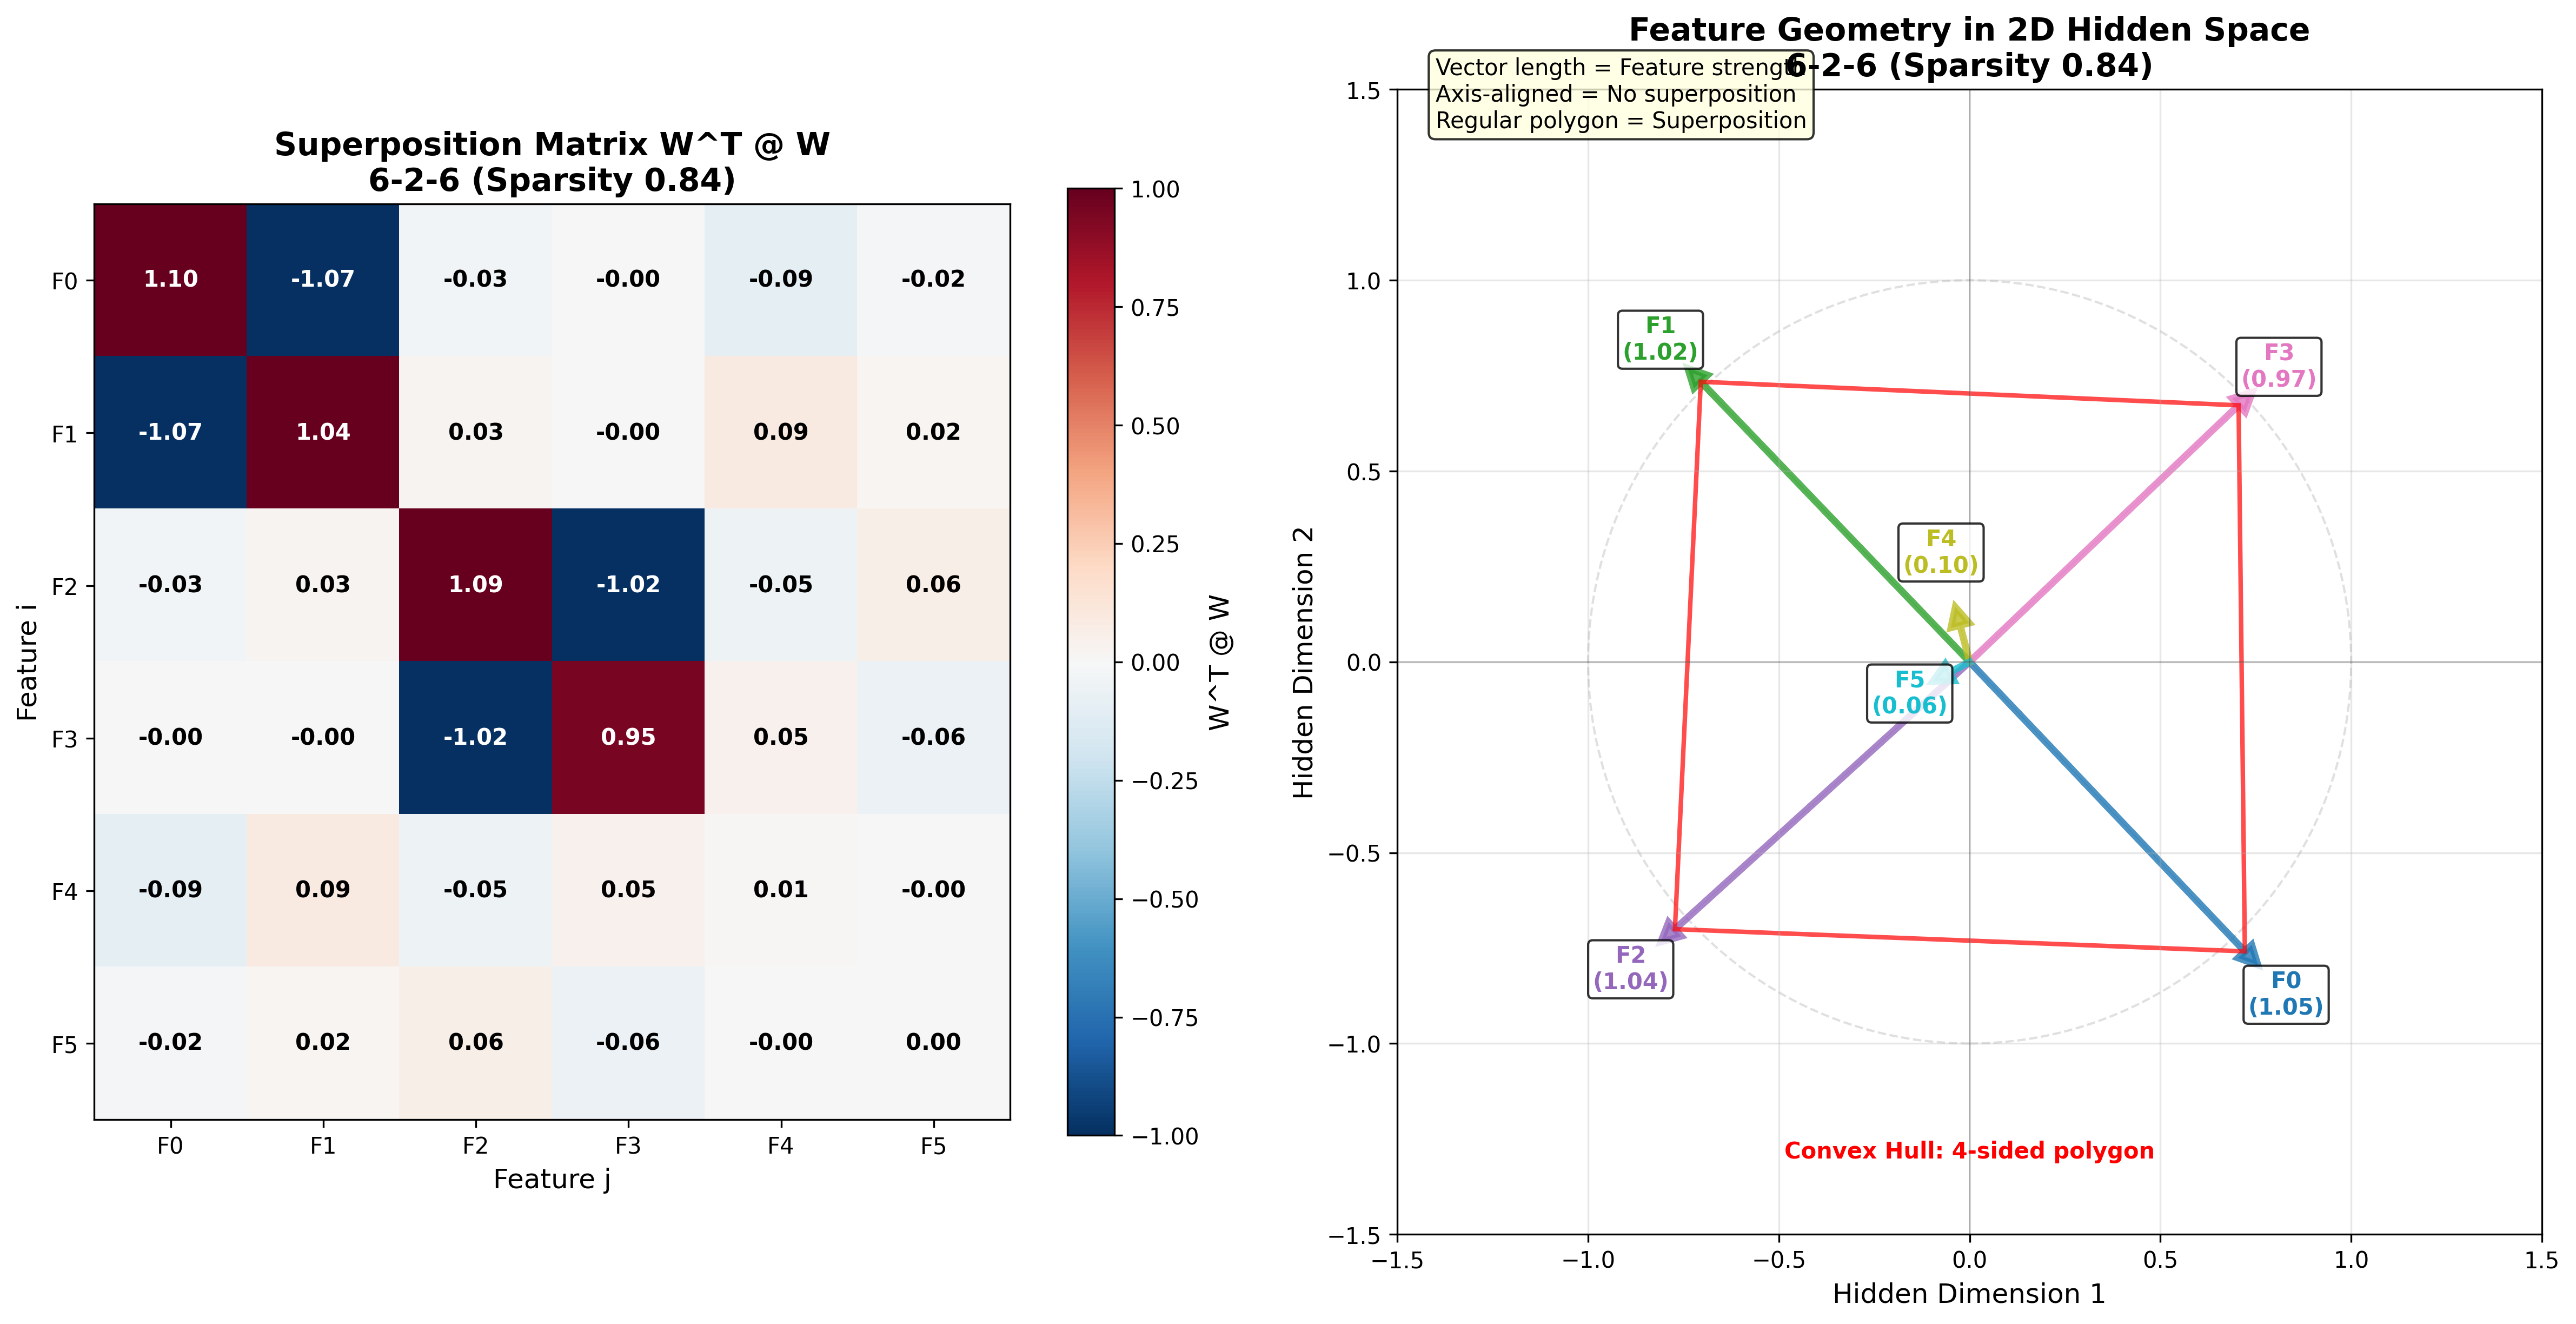 Superposition Matrix W^T @ W
6-2-6 (Sparsity 0.84)
F0 1.10 -1.07 -0.03 -0.00 -0.09 -0.02
F1 -1.07 1.04 0.03 -0.00 0.09 0.02
F2 -0.03 0.03 1.09 -1.02 -0.05 0.06
F3 -0.00 -0.00 -1.02 0.95 0.05 -0.06
F4 -0.09 0.09 -0.05 0.05 0.01 -0.00
F5 -0.02 0.02 0.06 -0.06 -0.00 0.00
F0 F1 F2 F3 F4 F5
Feature j
Feature i
1.00
0.75
0.50
0.25
0.00
−0.25
−0.50
−0.75
−1.00
W^T @ W
Feature Geometry in 2D Hidden Space
6-2-6 (Sparsity 0.84)
Vector length = Feature strength
Axis-aligned = No superposition
Regular polygon = Superposition
1.5
1.0
0.5
0.0
−0.5
−1.0
−1.5
Hidden Dimension 2
F1
(1.02)
F3
(0.97)
F4
(0.10)
F5
(0.06)
F2
(1.04)
F0
(1.05)
Convex Hull: 4-sided polygon
−1.5 −1.0 −0.5 0.0 0.5 1.0 1.5
Hidden Dimension 1